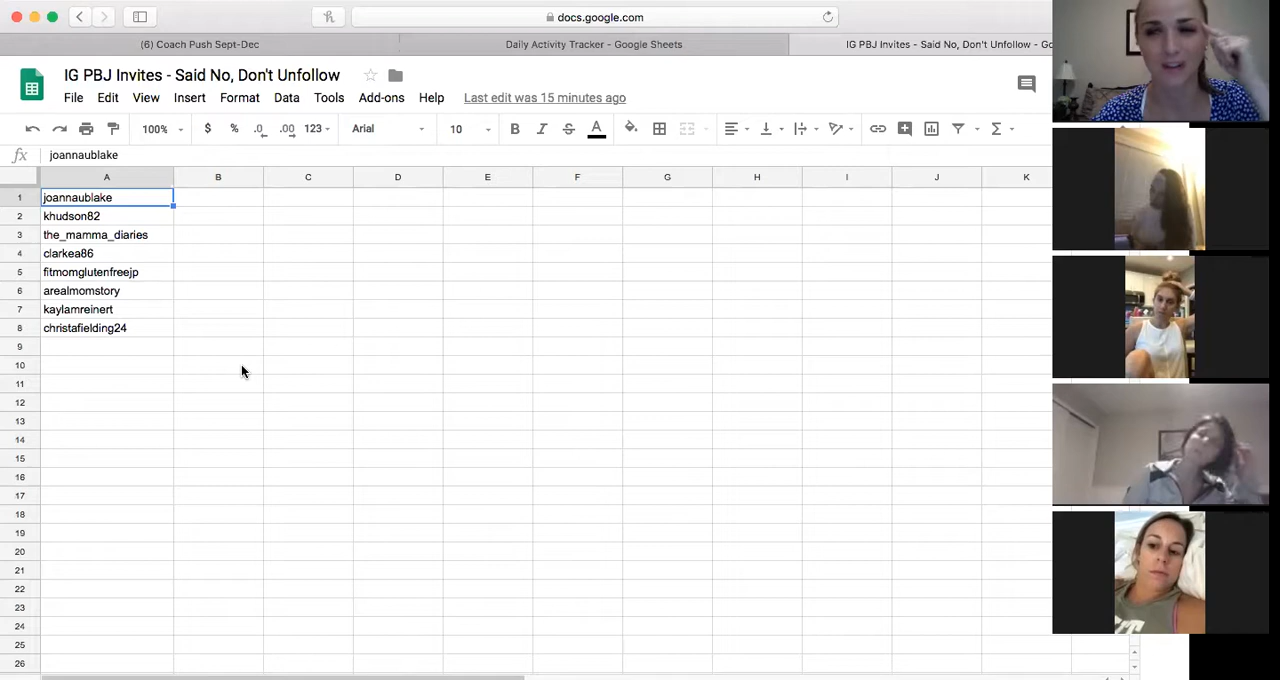 docs.google.com
(6) Coach Push Sept-Dec
Daily Activity Tracker - Google Sheets
IG PBJ Invites - Said No, Don't Unfollow - Go
IG PBJ Invites - Said No, Don't Unfollow
File Edit View Insert Format Data Tools Add-ons Help Last edit was 15 minutes ago
100% $ % .0 .00 123 Arial 10 B I S A
fx joannaublake
A B C D E F G H I J K
1 joannaublake
2 khudson82
3 the_mamma_diaries
4 clarkea86
5 fitmomglutenfreejp
6 arealmomstory
7 kaylamreinert
8 christafielding24
9
10
11
12
13
14
15
16
17
18
19
20
21
22
23
24
25
26